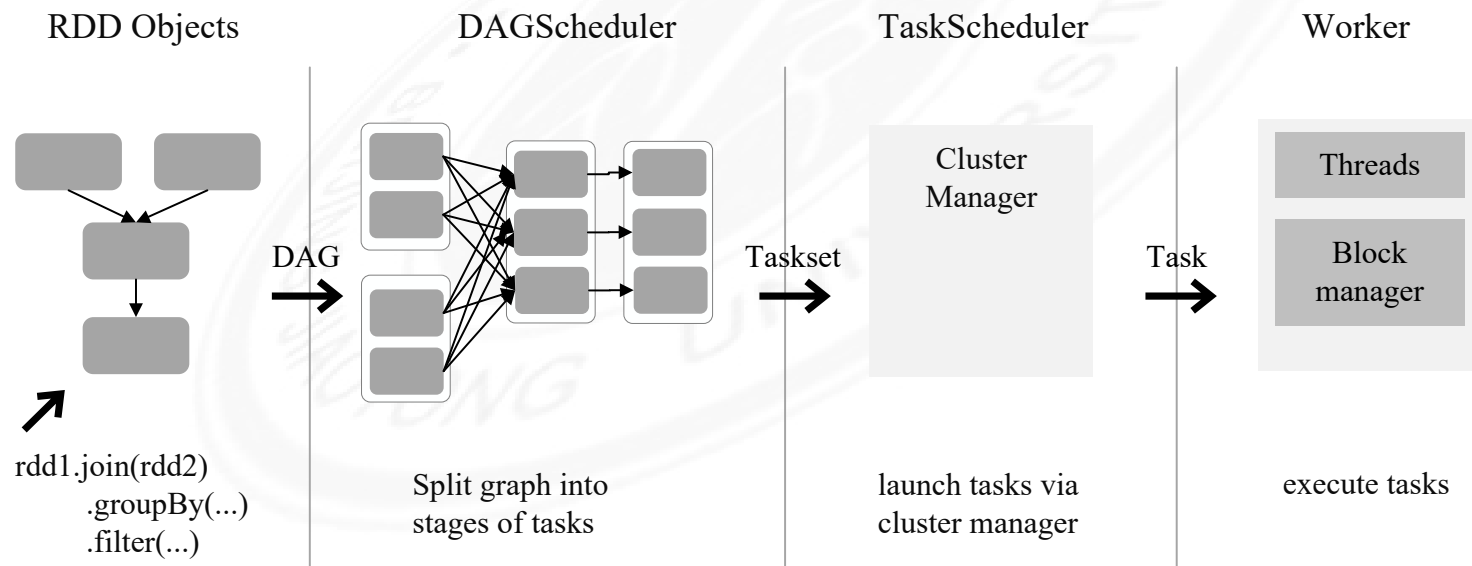 RDD Objects
DAGScheduler
TaskScheduler
Worker
DAG
Taskset
Cluster
Manager
Task
Threads
Block
manager
rdd1.join(rdd2)
.groupBy(...)
.filter(...)
Split graph into
stages of tasks
launch tasks via
cluster manager
execute tasks